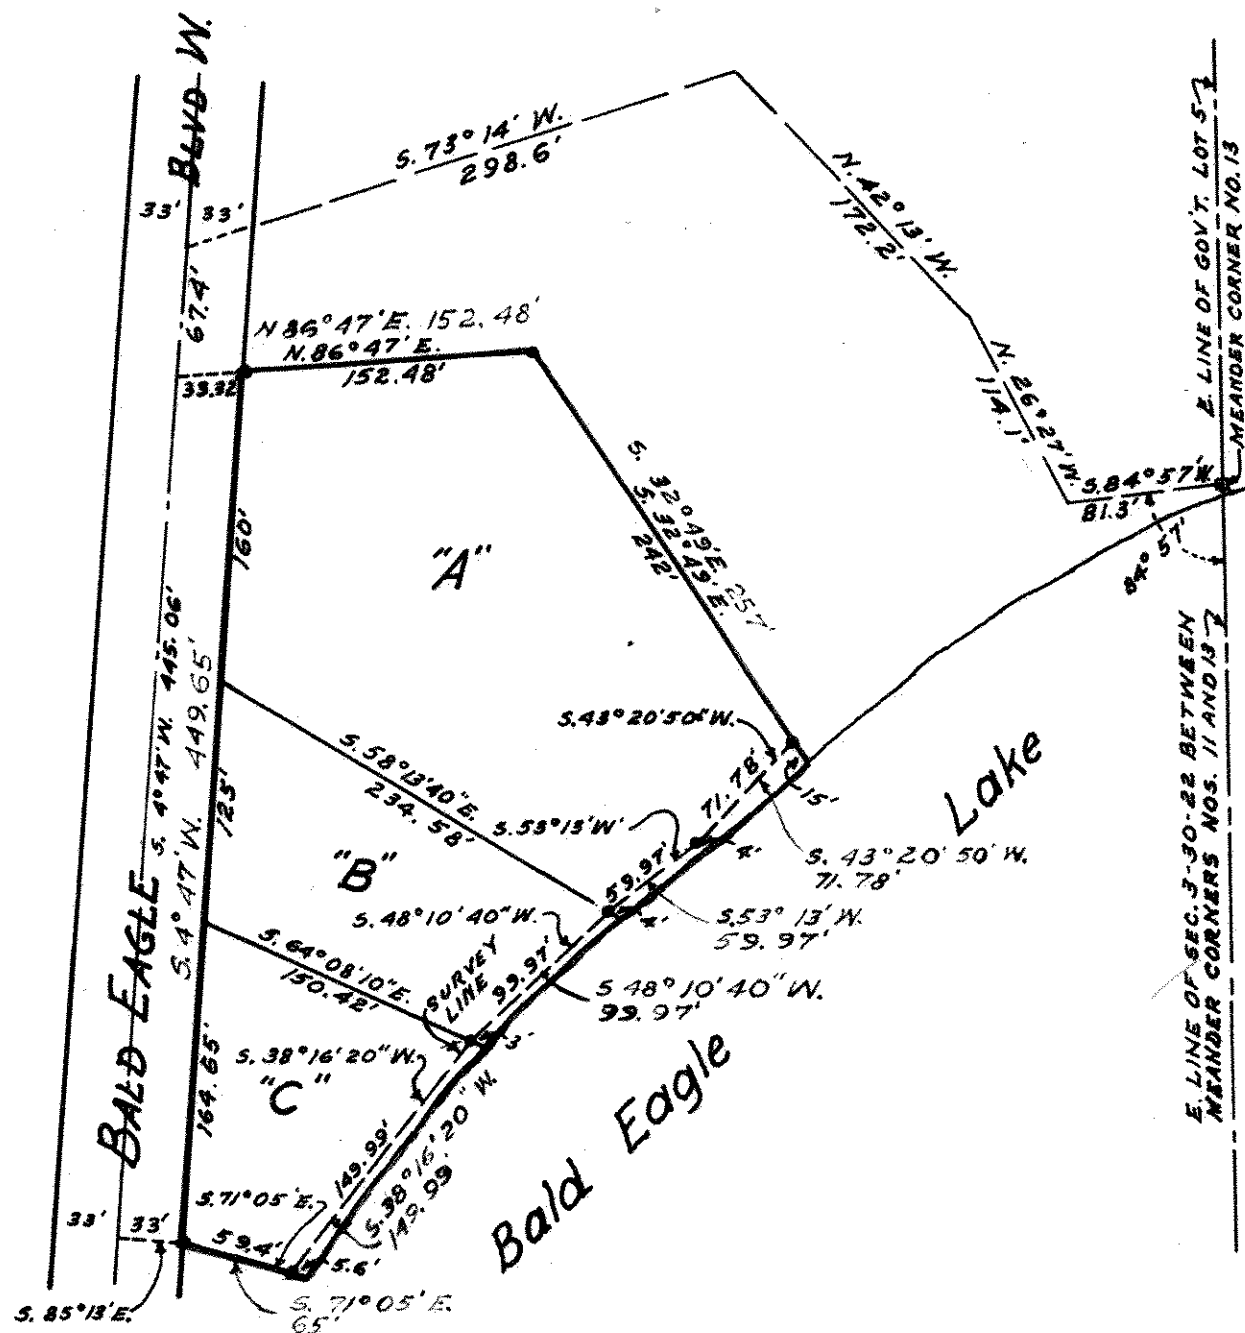 BALD EAGLE BLVD W.
33' 33'
67.4'
S. 73° 14' W.
298.6'
N. 42° 13' W.
172.2'
N. 26° 27' W.
114.1'
S. 84° 57' W.
81.3'
84° 57'
E. LINE OF GOV'T. LOT 5
MEANDER CORNER NO. 13
N 86° 47' E. 152.48'
N. 86° 47' E.
152.48'
33.32
160'
"A"
S. 32° 49' E. 257'
S. 32° 49' E.
242'
S. 4° 47' W. 445.06'
S. 4° 47' W. 449.65'
125'
S. 43° 20' 50" W.
71.78'
15'
S. 58° 13' 40" E.
234.58'
S. 53° 13' W.
59.97'
4'
4'
S. 43° 20' 50" W.
71.78'
"B"
S. 48° 10' 40" W.
S. 53° 13' W.
59.97'
S. 64° 08' 10" E.
150.42'
SURVEY
LINE
99.97'
S 48° 10' 40" W.
99.97'
3'
164.65'
S. 38° 16' 20" W.
"C"
149.99'
S. 38° 16' 20" W.
149.99'
S. 71° 05' E.
33' 33'
59.4'
5.6'
S. 85° 13' E.
S. 71° 05' E.
65'
Bald Eagle Lake
E. LINE OF SEC. 3-30-22 BETWEEN
MEANDER CORNERS NOS. 11 AND 13